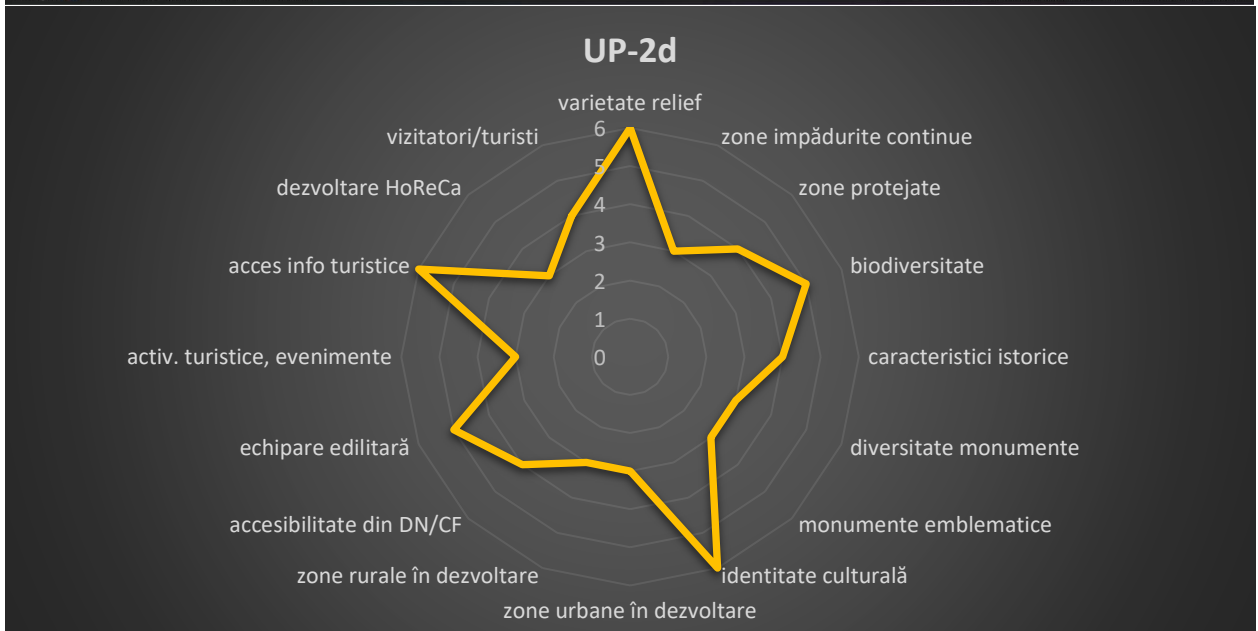 UP-2d
varietate relief
zone impădurite continue
zone protejate
biodiversitate
caracteristici istorice
diversitate monumente
monumente emblematice
identitate culturală
zone urbane în dezvoltare
zone rurale în dezvoltare
accesibilitate din DN/CF
echipare edilitară
activ. turistice, evenimente
acces info turistice
dezvoltare HoReCa
vizitatori/turisti
6
5
4
3
2
1
0